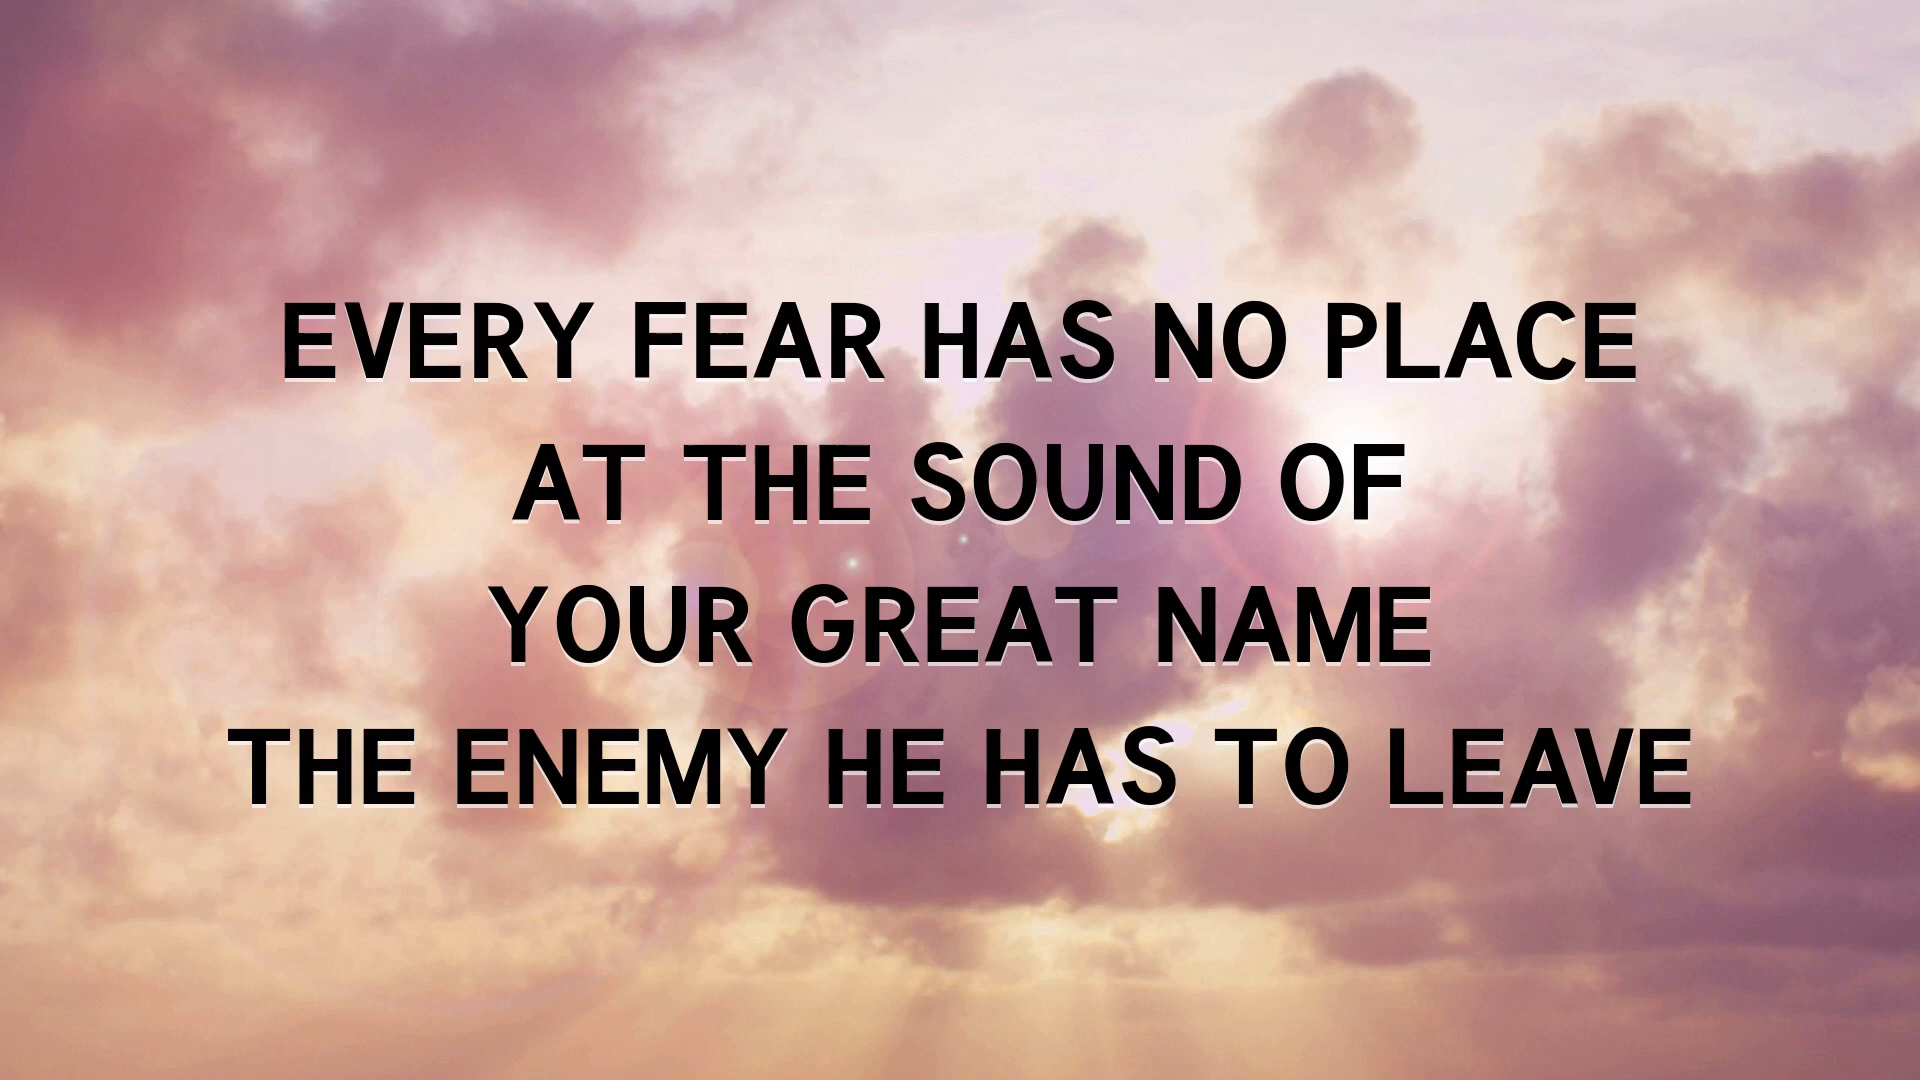 EVERY FEAR HAS NO PLACE
AT THE SOUND OF
YOUR GREAT NAME
THE ENEMY HE HAS TO LEAVE